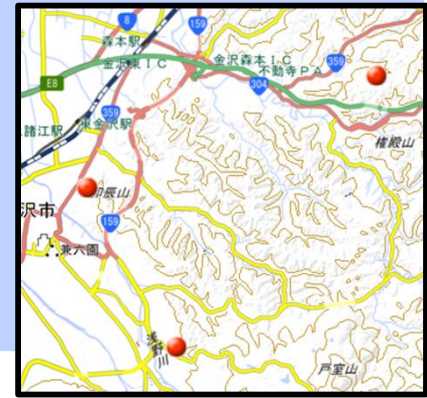 8
159
森本駅
金沢東IC
金沢森本IC
不動寺PA
359
E8
304
359
諸江駅
東金沢駅
権殿山
卯辰山
沢市
159
兼六園
浅野川
戸室山